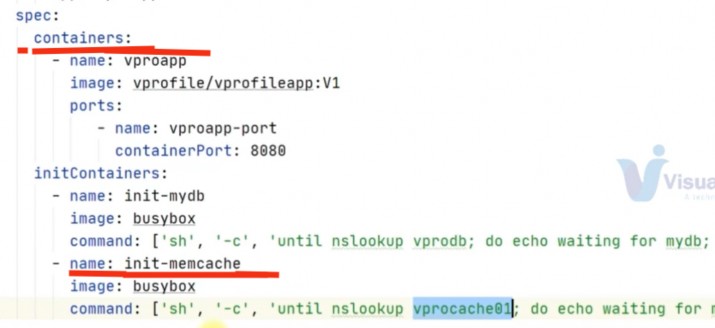 spec:
containers:
- name: vproapp
image: vprofile/vprofileapp:V1
ports:
- name: vproapp-port
containerPort: 8080
initContainers:
- name: init-mydb
image: busybox
command: ['sh', '-c', 'until nslookup vprodb; do echo waiting for mydb;
- name: init-memcache
image: busybox
command: ['sh', '-c', 'until nslookup vprocache01; do echo waiting for
Visua